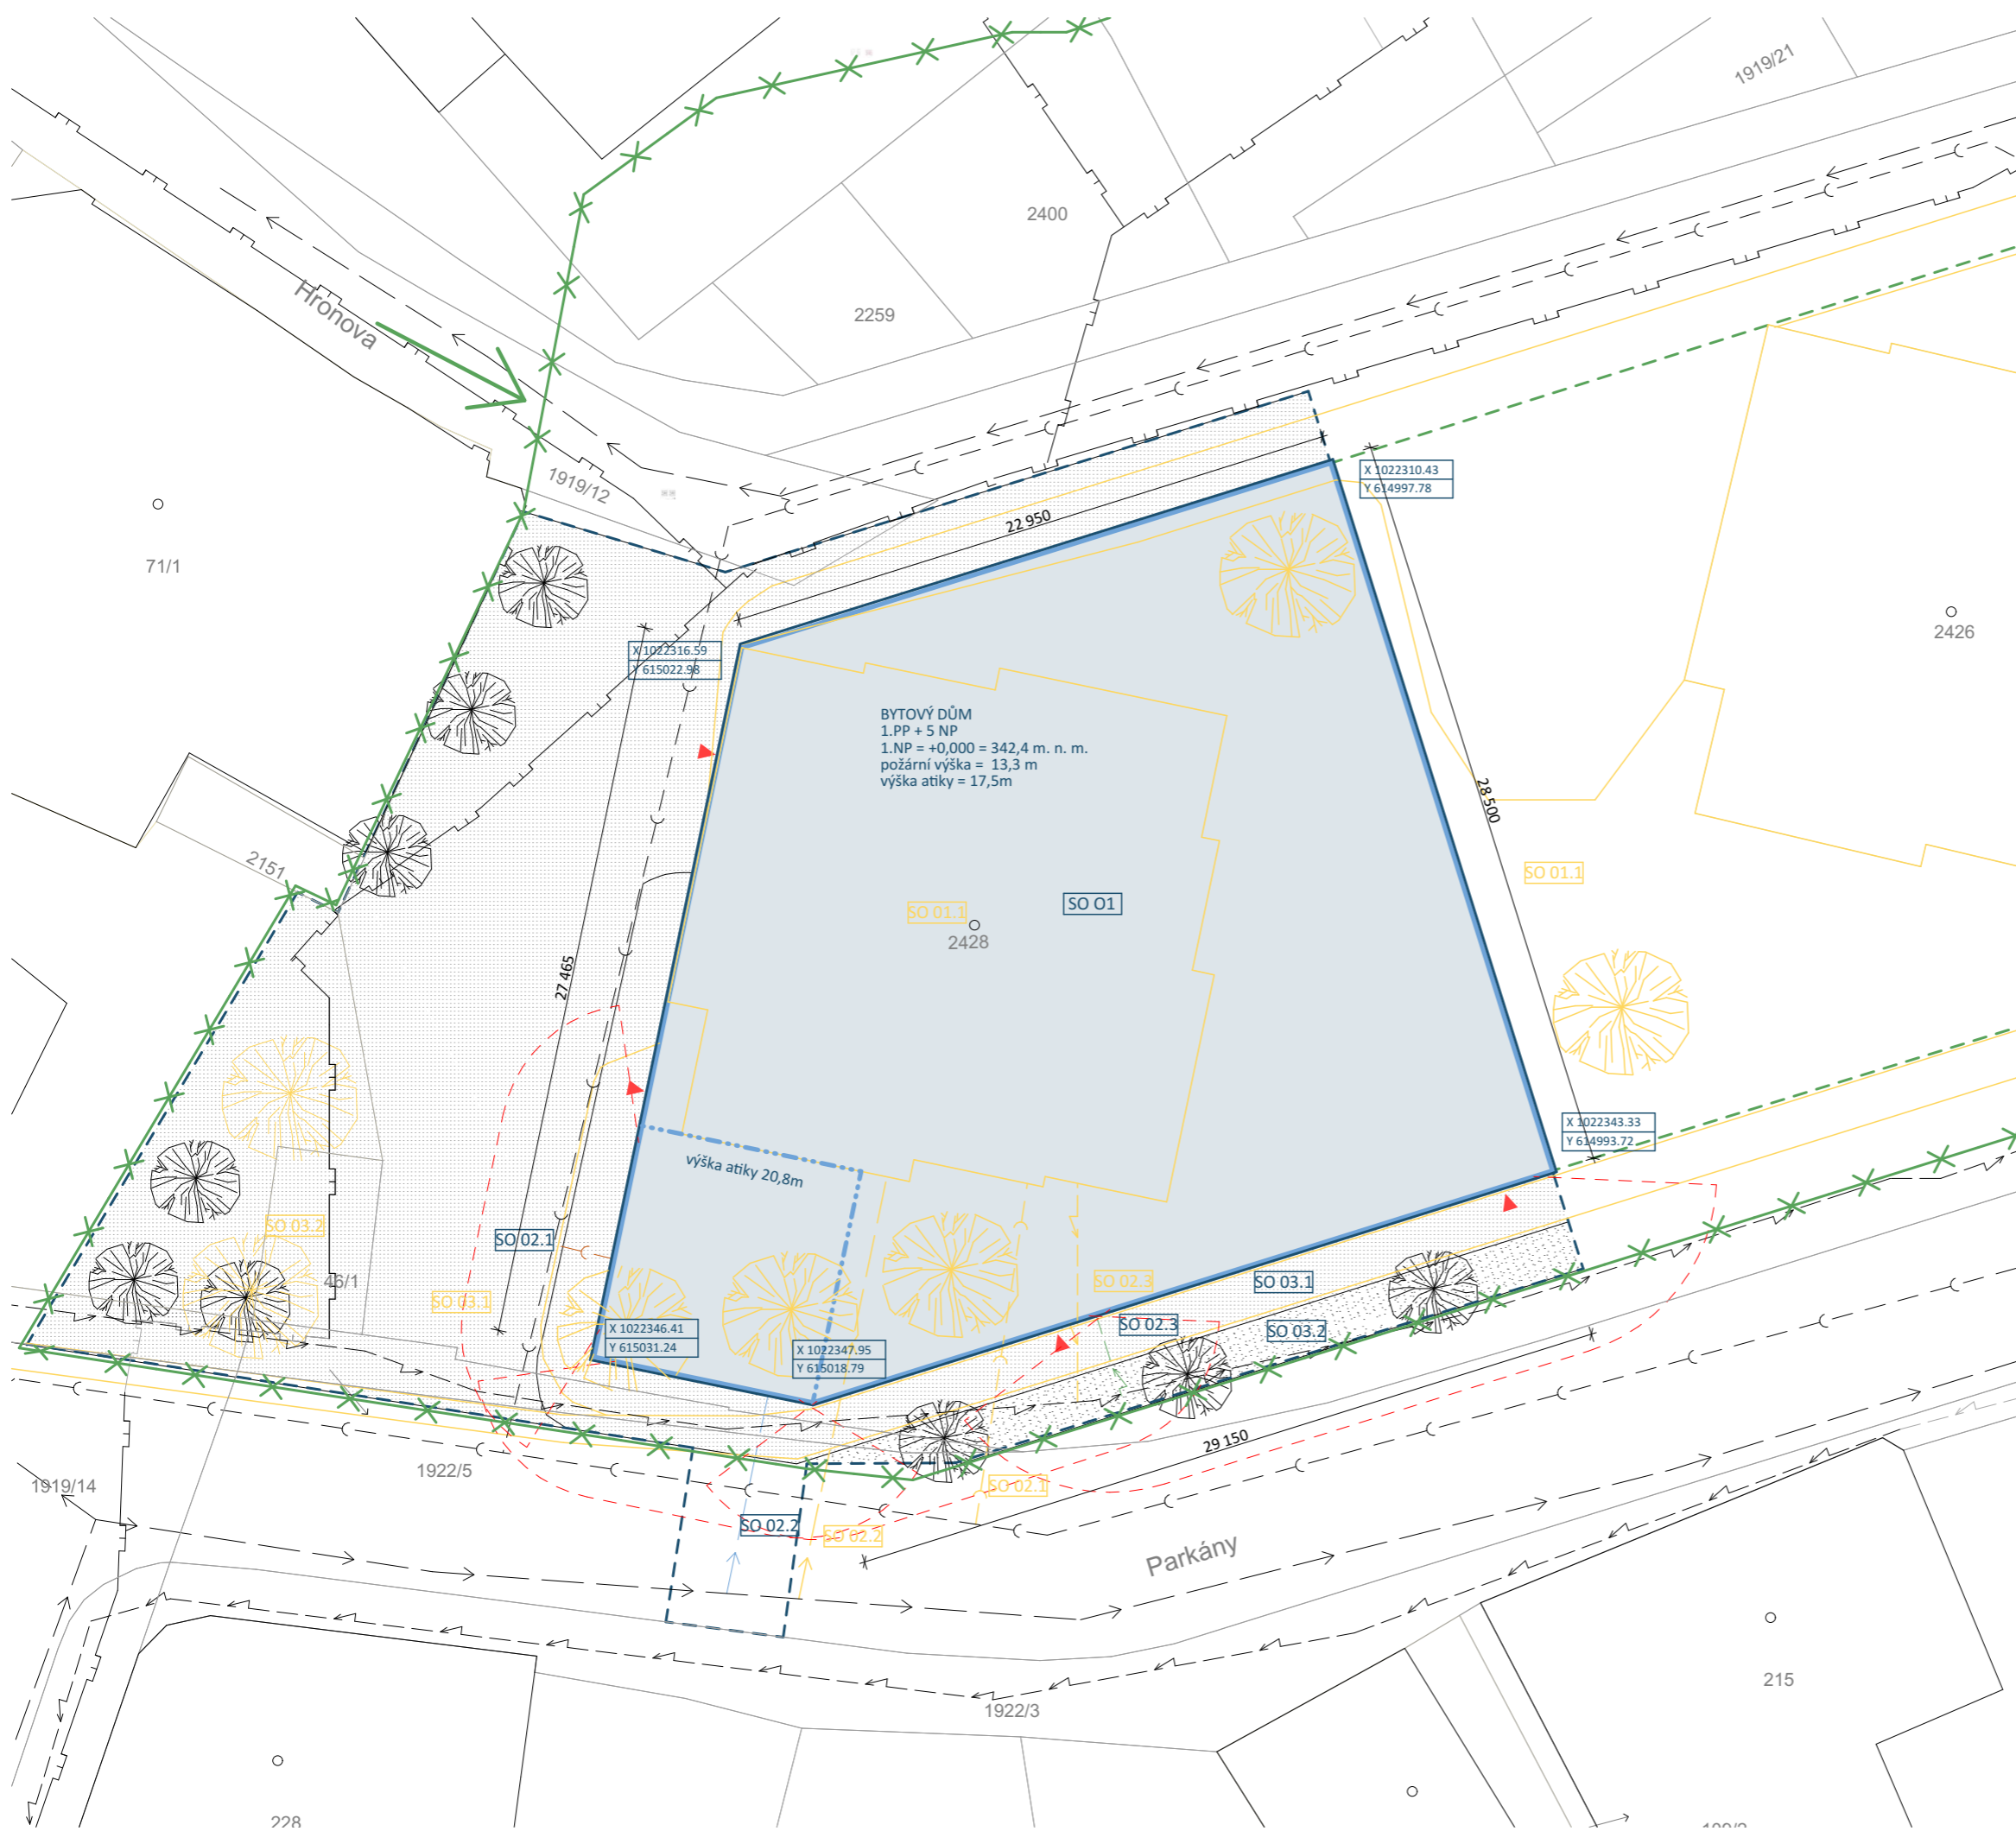 1919/21
2400
Hronova
2259
1919/12
X 1022310.43
Y 614997.78
22 950
71/1
2426
X 1022316.59
Y 615022.98
BYTOVÝ DŮM
1.PP + 5 NP
1.NP = +0,000 = 342,4 m. n. m.
požární výška = 13,3 m
výška atiky = 17,5m
28 500
2151
SO 01.1
SO 01.1
SO O1
2428
27 465
X 1022343.33
Y 614993.72
výška atiky 20,8m
SO 03.2
SO 02.1
46/1
SO 02.3
SO 03.1
SO 03.1
SO 02.3
SO 03.2
X 1022346.41
Y 615031.24
X 1022347.95
Y 615018.79
29 150
1922/5
1919/14
SO 02.1
SO 02.2
SO 02.2
Parkány
215
1922/3
228